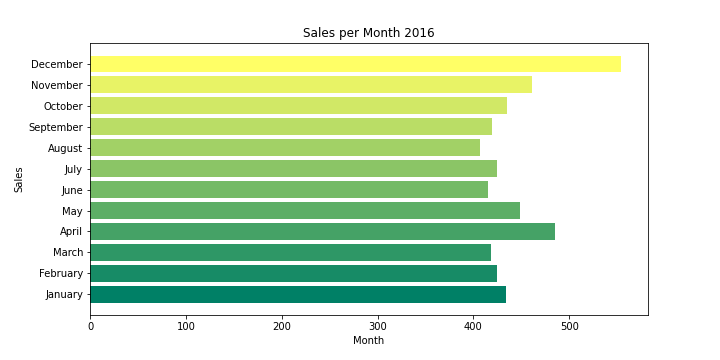 Sales per Month 2016
December
November
October
September
August
July
June
May
April
March
February
January
Sales
0 100 200 300 400 500
Month